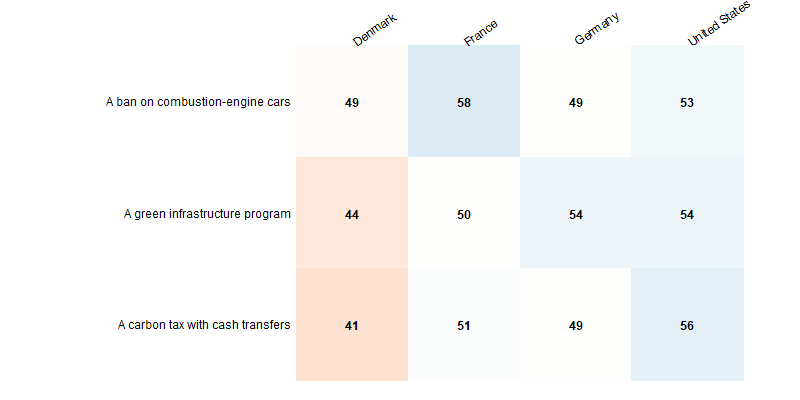 Denmark France Germany United States
A ban on combustion-engine cars 49 58 49 53
A green infrastructure program 44 50 54 54
A carbon tax with cash transfers 41 51 49 56